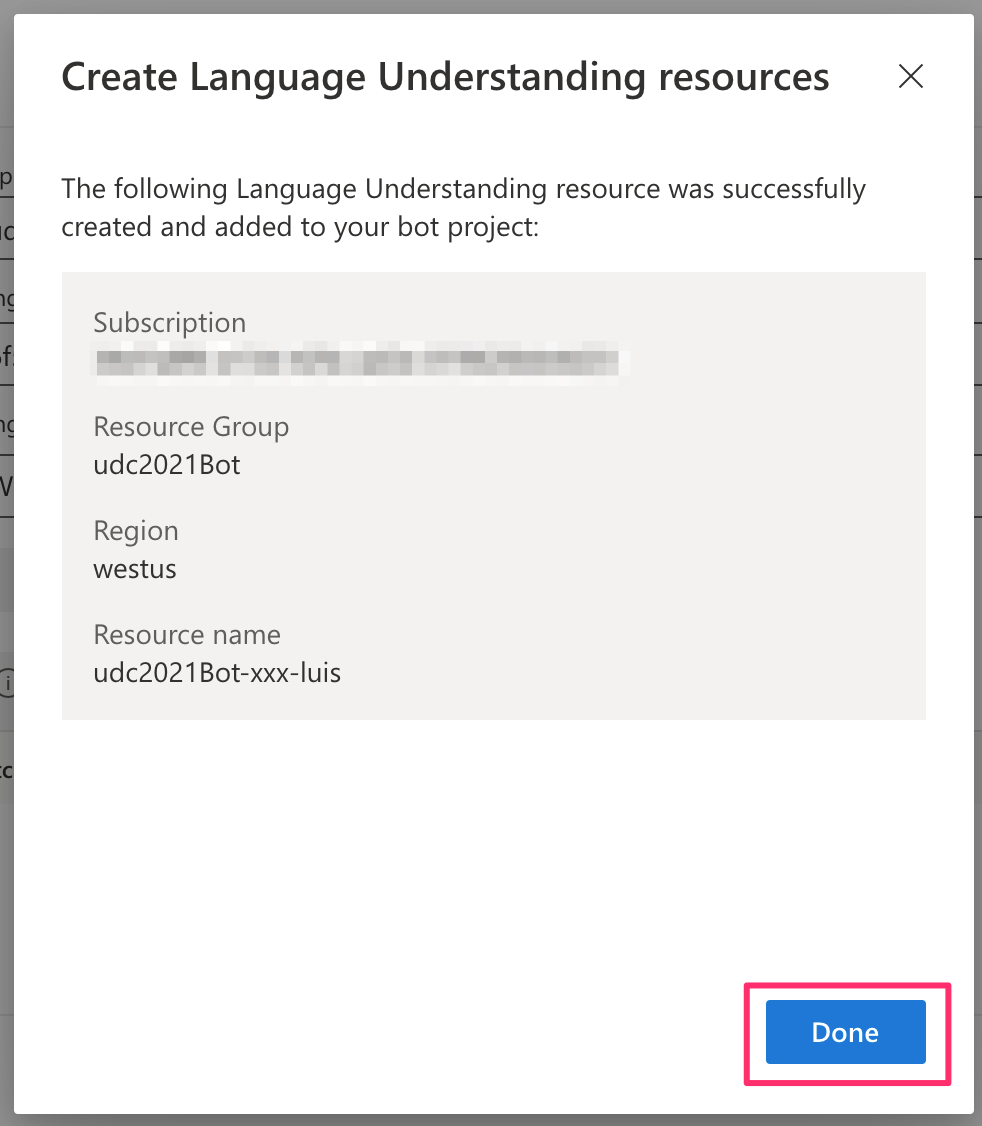 Create Language Understanding resources
The following Language Understanding resource was successfully
created and added to your bot project:
Subscription
Resource Group
udc2021Bot
Region
westus
Resource name
udc2021Bot-xxx-luis
Done